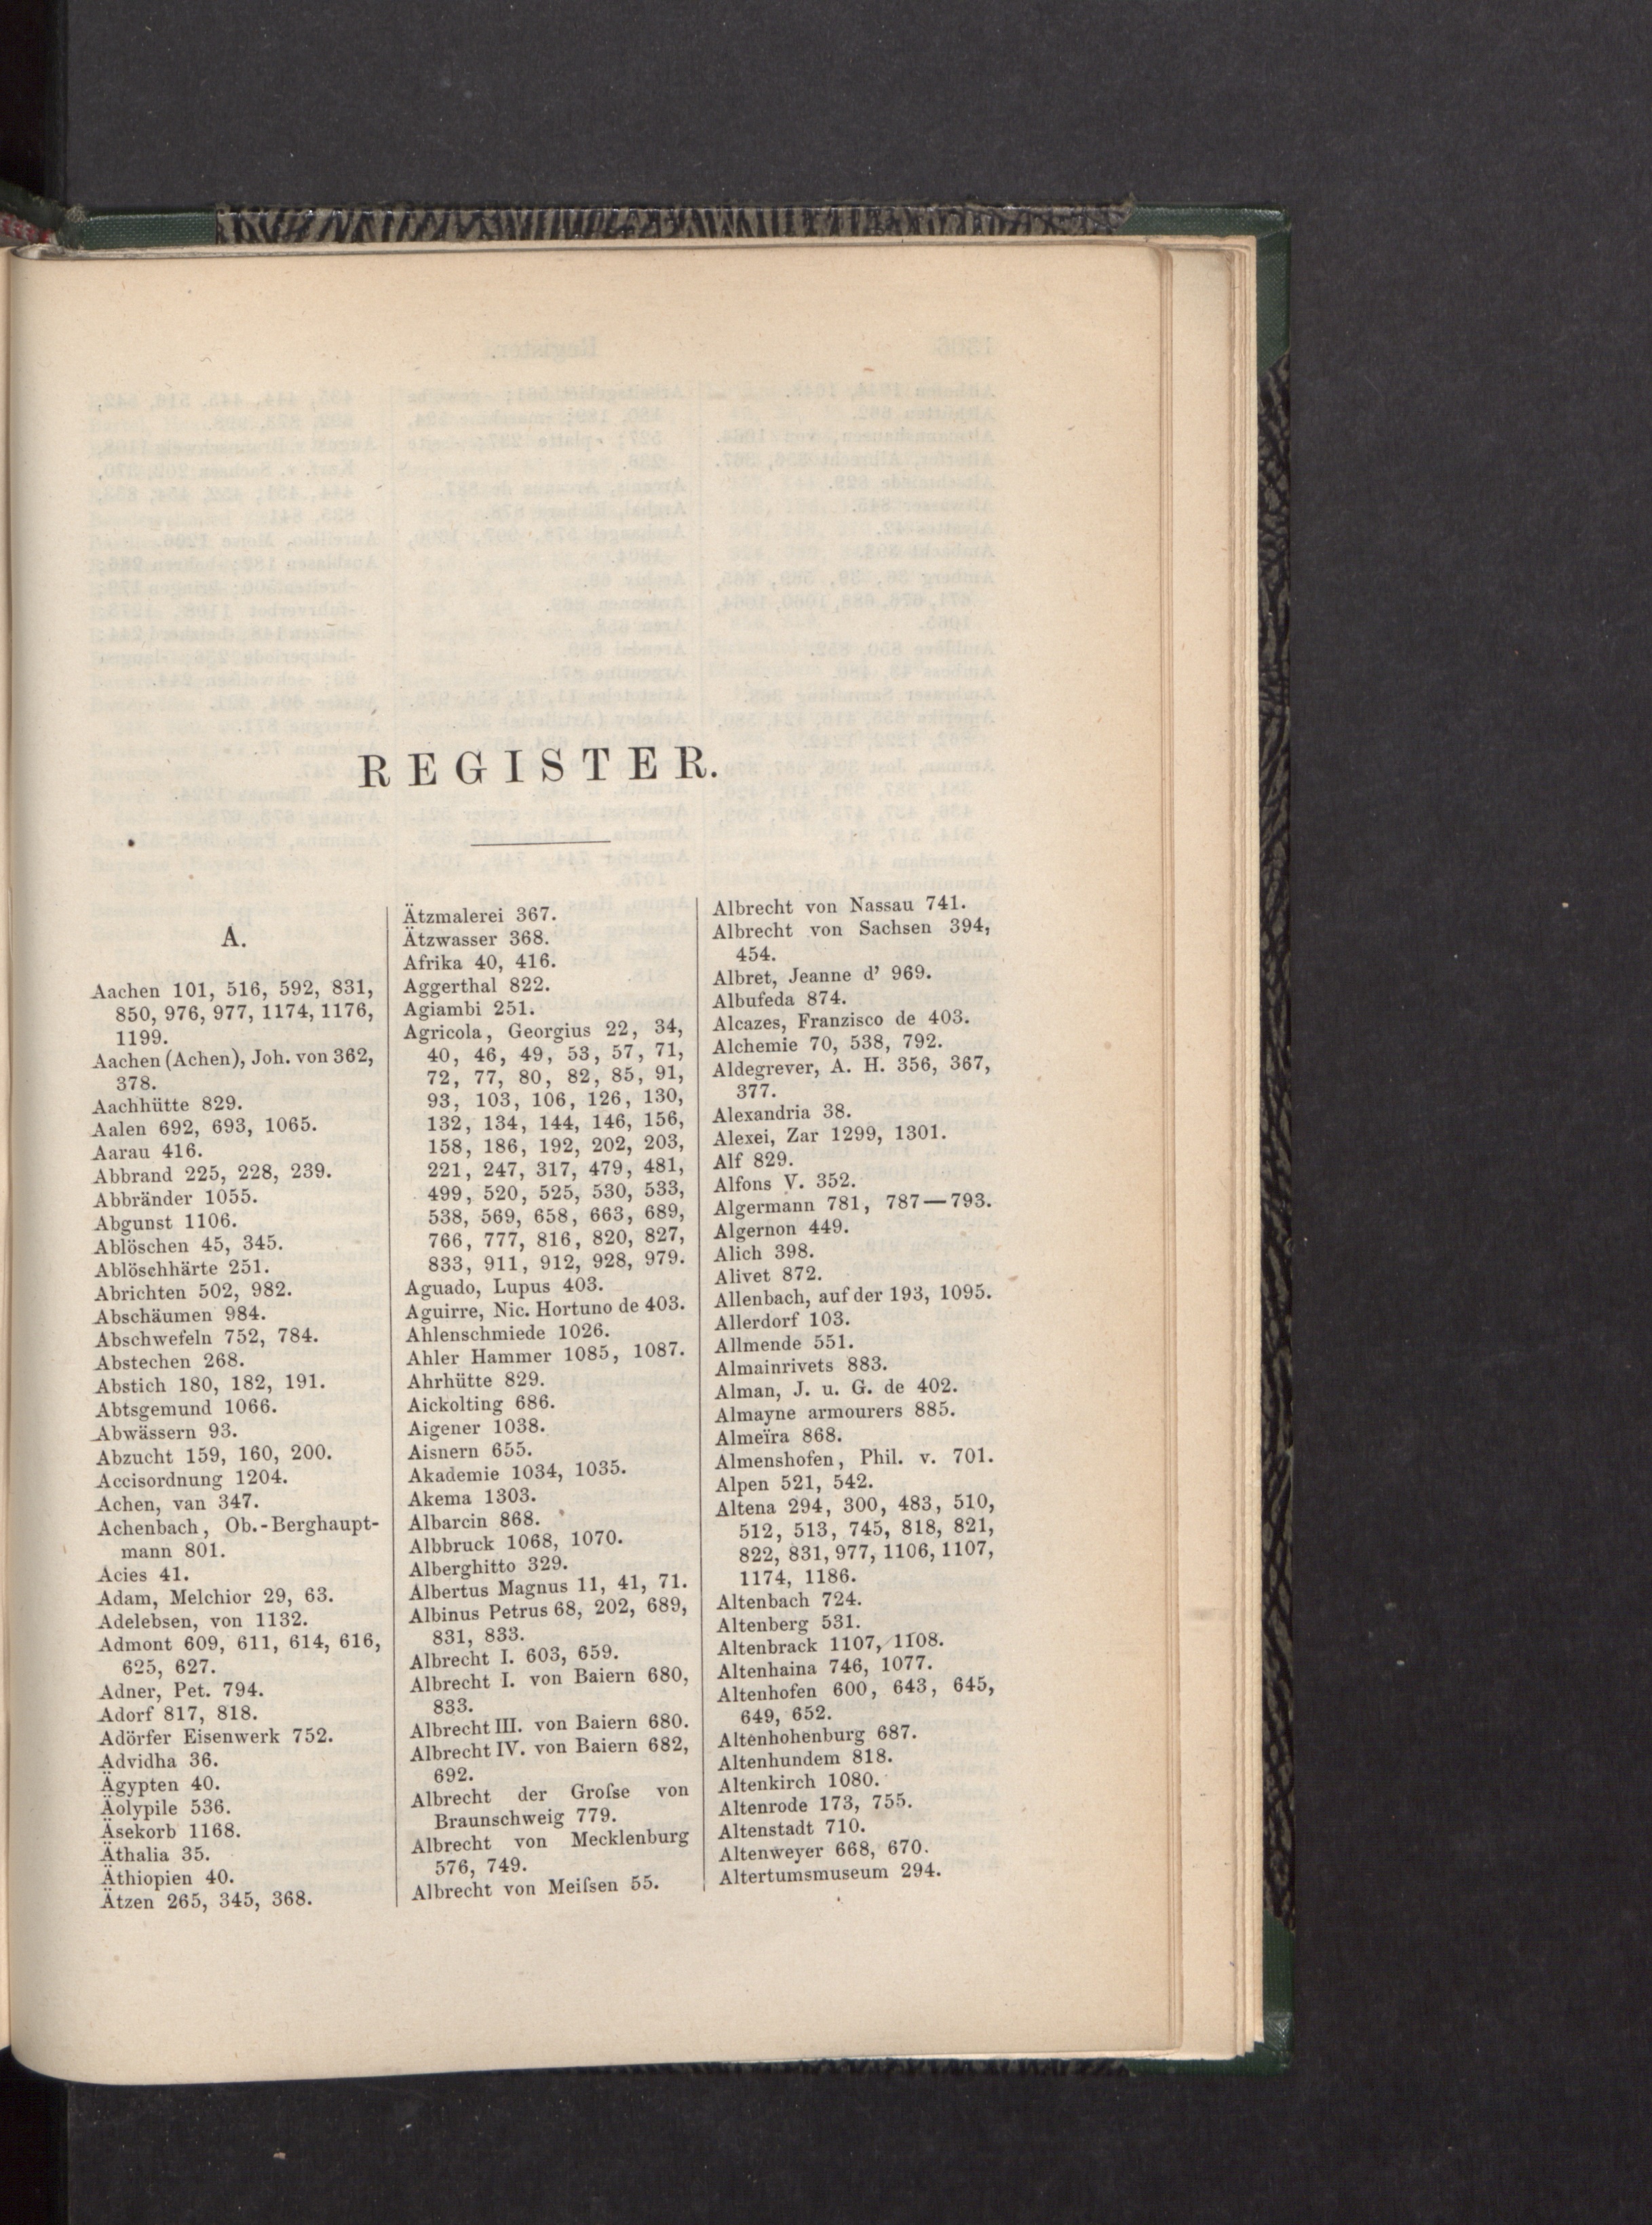 REGISTER.
A.
Aachen 101, 516, 592, 831,
850, 976, 977, 1174, 1176,
1199.
Aachen (Achen), Joh. von 362,
378.
Aachhütte 829.
Aalen 692, 693, 1065.
Aarau 416.
Abbrand 225, 228, 239.
Abbränder 1055.
Abgunst 1106.
Ablöschen 45, 345.
Ablöschhärte 251.
Abrichten 502, 982.
Abschäumen 984.
Abschwefeln 752, 784.
Abstechen 268.
Abstich 180, 182, 191.
Abtsgemund 1066.
Abwässern 93.
Abzucht 159, 160, 200.
Accisordnung 1204.
Achen, van 347.
Achenbach, Ob.-Berghaupt-
mann 801.
Acies 41.
Adam, Melchior 29, 63.
Adelebsen, von 1132.
Admont 609, 611, 614, 616,
625, 627.
Adner, Pet. 794.
Adorf 817, 818.
Adörfer Eisenwerk 752.
Advidha 36.
Ägypten 40.
Äolypile 536.
Äsekorb 1168.
Äthalia 35.
Äthiopien 40.
Ätzen 265, 345, 368.
Ätzmalerei 367.
Ätzwasser 368.
Afrika 40, 416.
Aggerthal 822.
Agiambi 251.
Agricola, Georgius 22, 34,
40, 46, 49, 53, 57, 71,
72, 77, 80, 82, 85, 91,
93, 103, 106, 126, 130,
132, 134, 144, 146, 156,
158, 186, 192, 202, 203,
221, 247, 317, 479, 481,
499, 520, 525, 530, 533,
538, 569, 658, 663, 689,
766, 777, 816, 820, 827,
833, 911, 912, 928, 979.
Aguado, Lupus 403.
Aguirre, Nic. Hortuno de 403.
Ahlenschmiede 1026.
Ahler Hammer 1085, 1087.
Ahrhütte 829.
Aickolting 686.
Aigener 1038.
Aisnern 655.
Akademie 1034, 1035.
Akema 1303.
Albarcin 868.
Albbruck 1068, 1070.
Alberghitto 329.
Albertus Magnus 11, 41, 71.
Albinus Petrus 68, 202, 689,
831, 833.
Albrecht I. 603, 659.
Albrecht I. von Baiern 680,
833.
Albrecht III. von Baiern 680.
Albrecht IV. von Baiern 682,
692.
Albrecht der Groſse von
Braunschweig 779.
Albrecht von Mecklenburg
576, 749.
Albrecht von Meiſsen 55.
Albrecht von Nassau 741.
Albrecht von Sachsen 394,
454.
Albret, Jeanne d' 969.
Albufeda 874.
Alcazes, Franzisco de 403.
Alchemie 70, 538, 792.
Aldegrever, A. H. 356, 367,
377.
Alexandria 38.
Alexei, Zar 1299, 1301.
Alf 829.
Alfons V. 352.
Algermann 781, 787—793.
Algernon 449.
Alich 398.
Alivet 872.
Allenbach, auf der 193, 1095.
Allerdorf 103.
Allmende 551.
Almainrivets 883.
Alman, J. u. G. de 402.
Almayne armourers 885.
Almeïra 868.
Almenshofen, Phil. v. 701.
Alpen 521, 542.
Altena 294, 300, 483, 510,
512, 513, 745, 818, 821,
822, 831, 977, 1106, 1107,
1174, 1186.
Altenbach 724.
Altenberg 531.
Altenbrack 1107, 1108.
Altenhaina 746, 1077.
Altenhofen 600, 643, 645,
649, 652.
Altenhohenburg 687.
Altenhundem 818.
Altenkirch 1080.
Altenrode 173, 755.
Altenstadt 710.
Altenweyer 668, 670.
Altertumsmuseum 294.